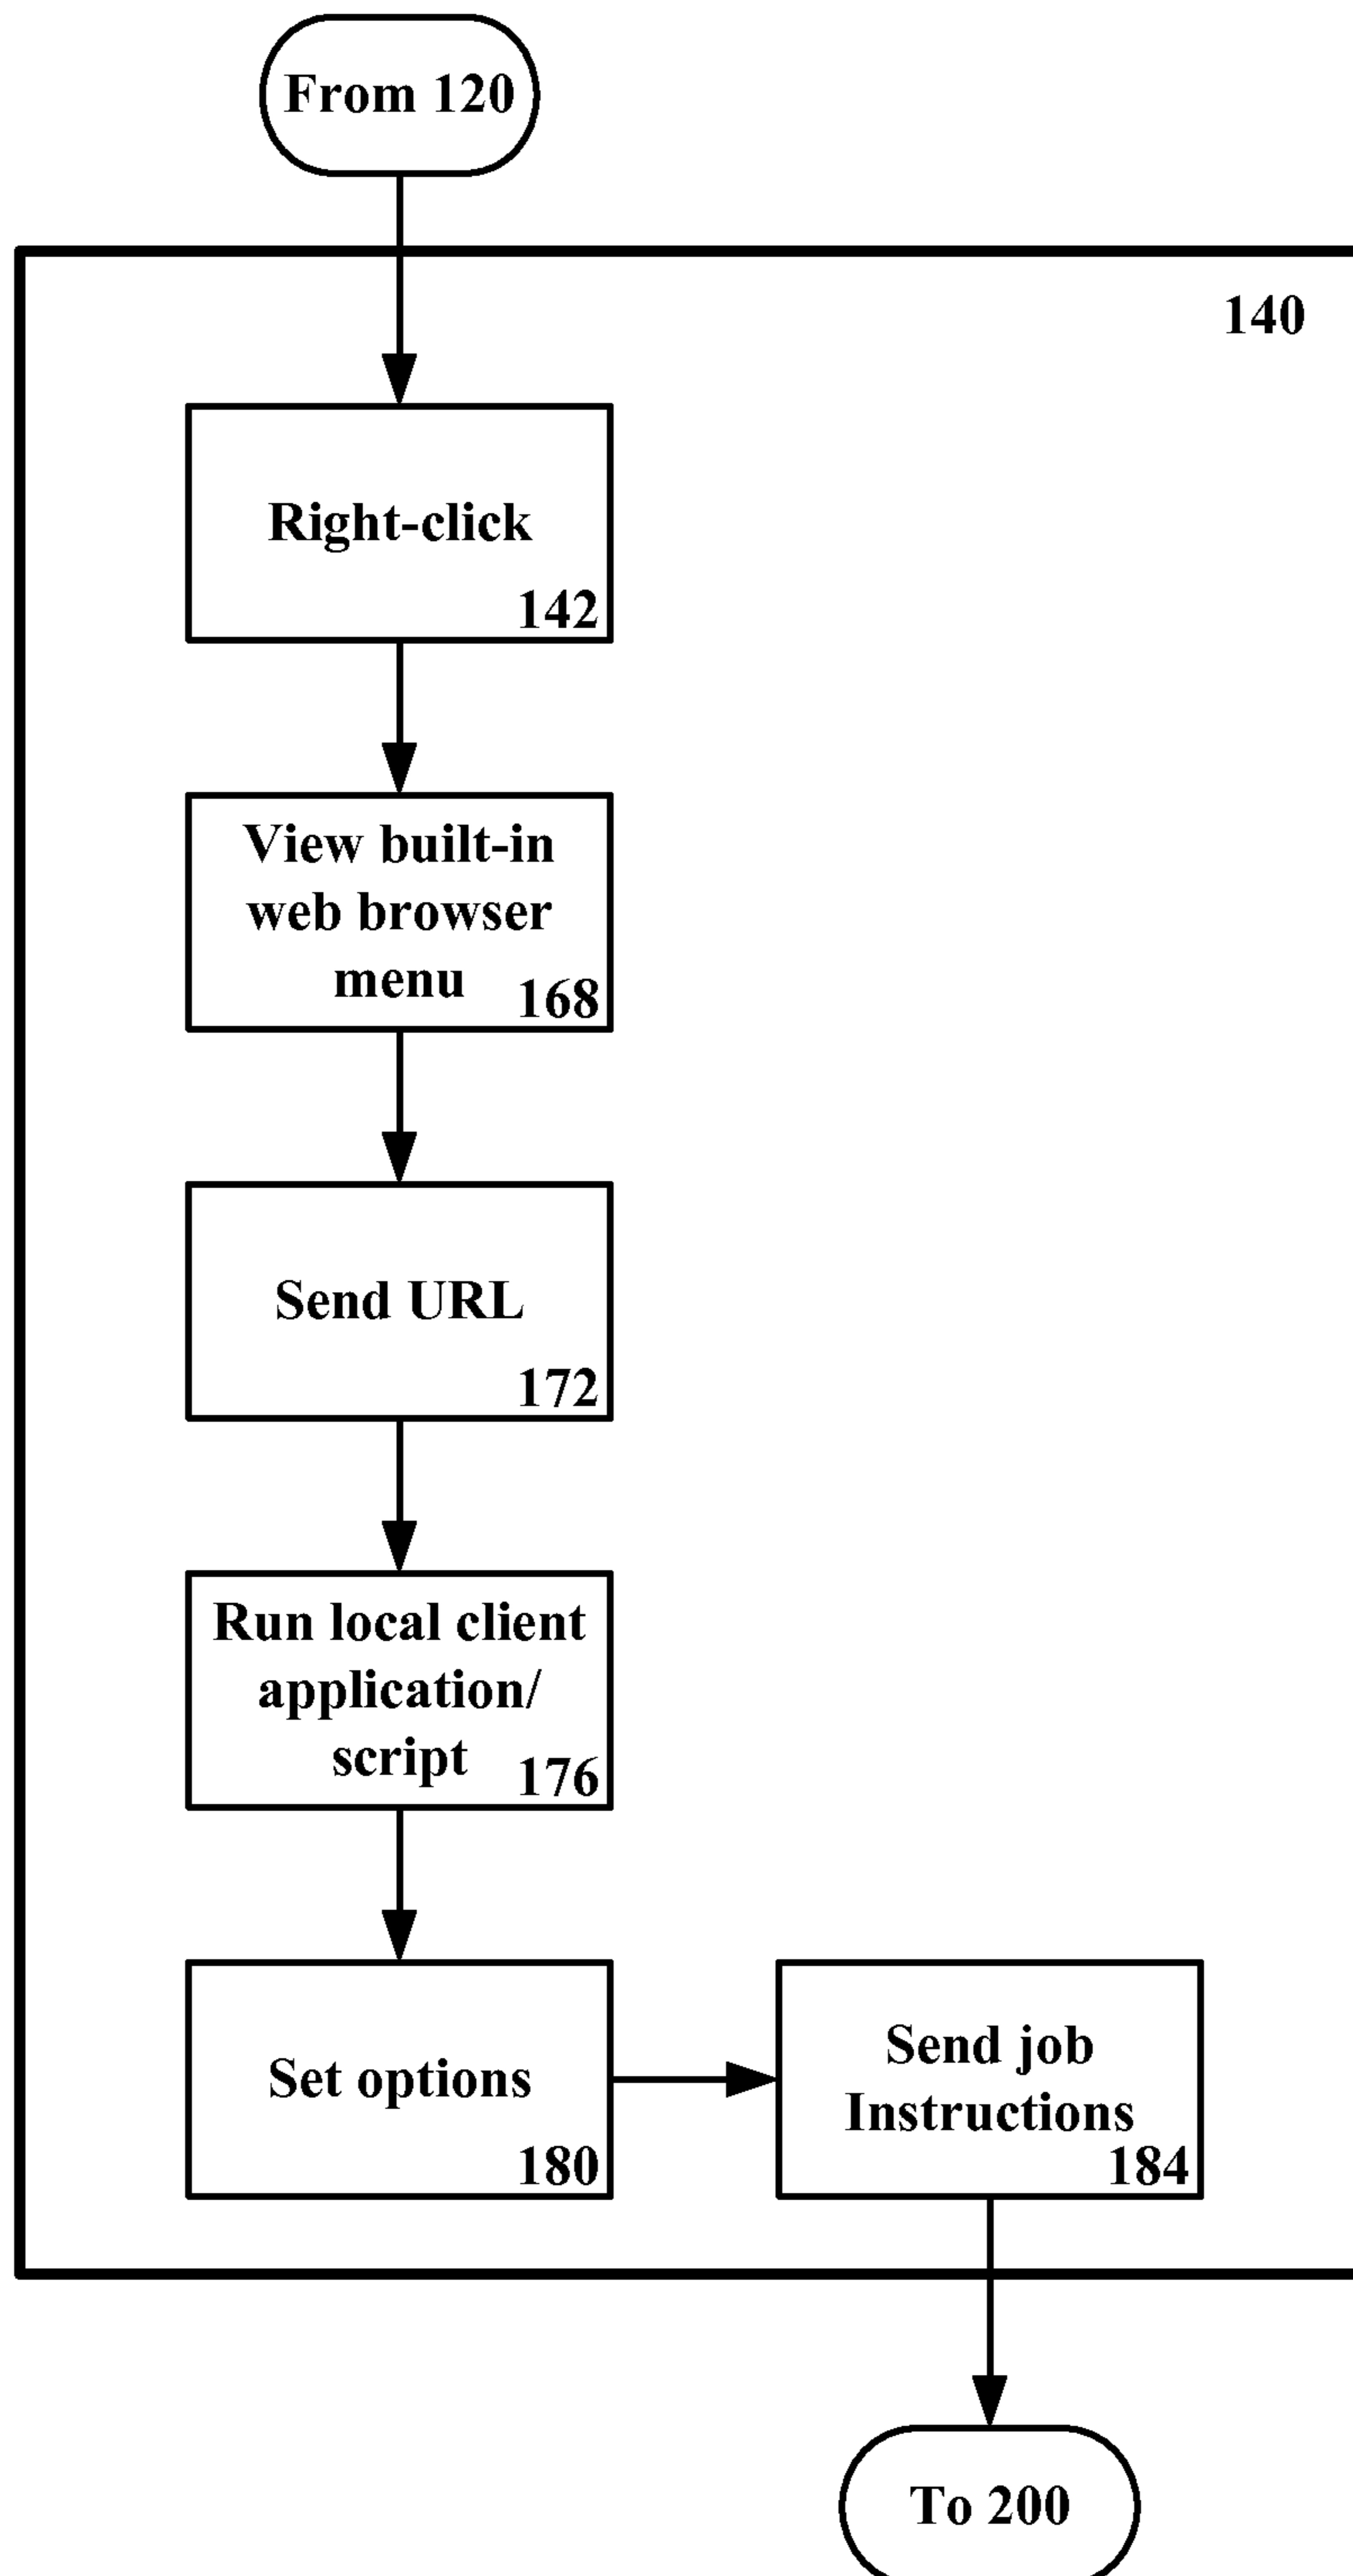 From 120
140
Right-click
142
View built-in
web browser
menu
168
Send URL
172
Run local client
application/
script
176
Set options
180
Send job
Instructions
184
To 200